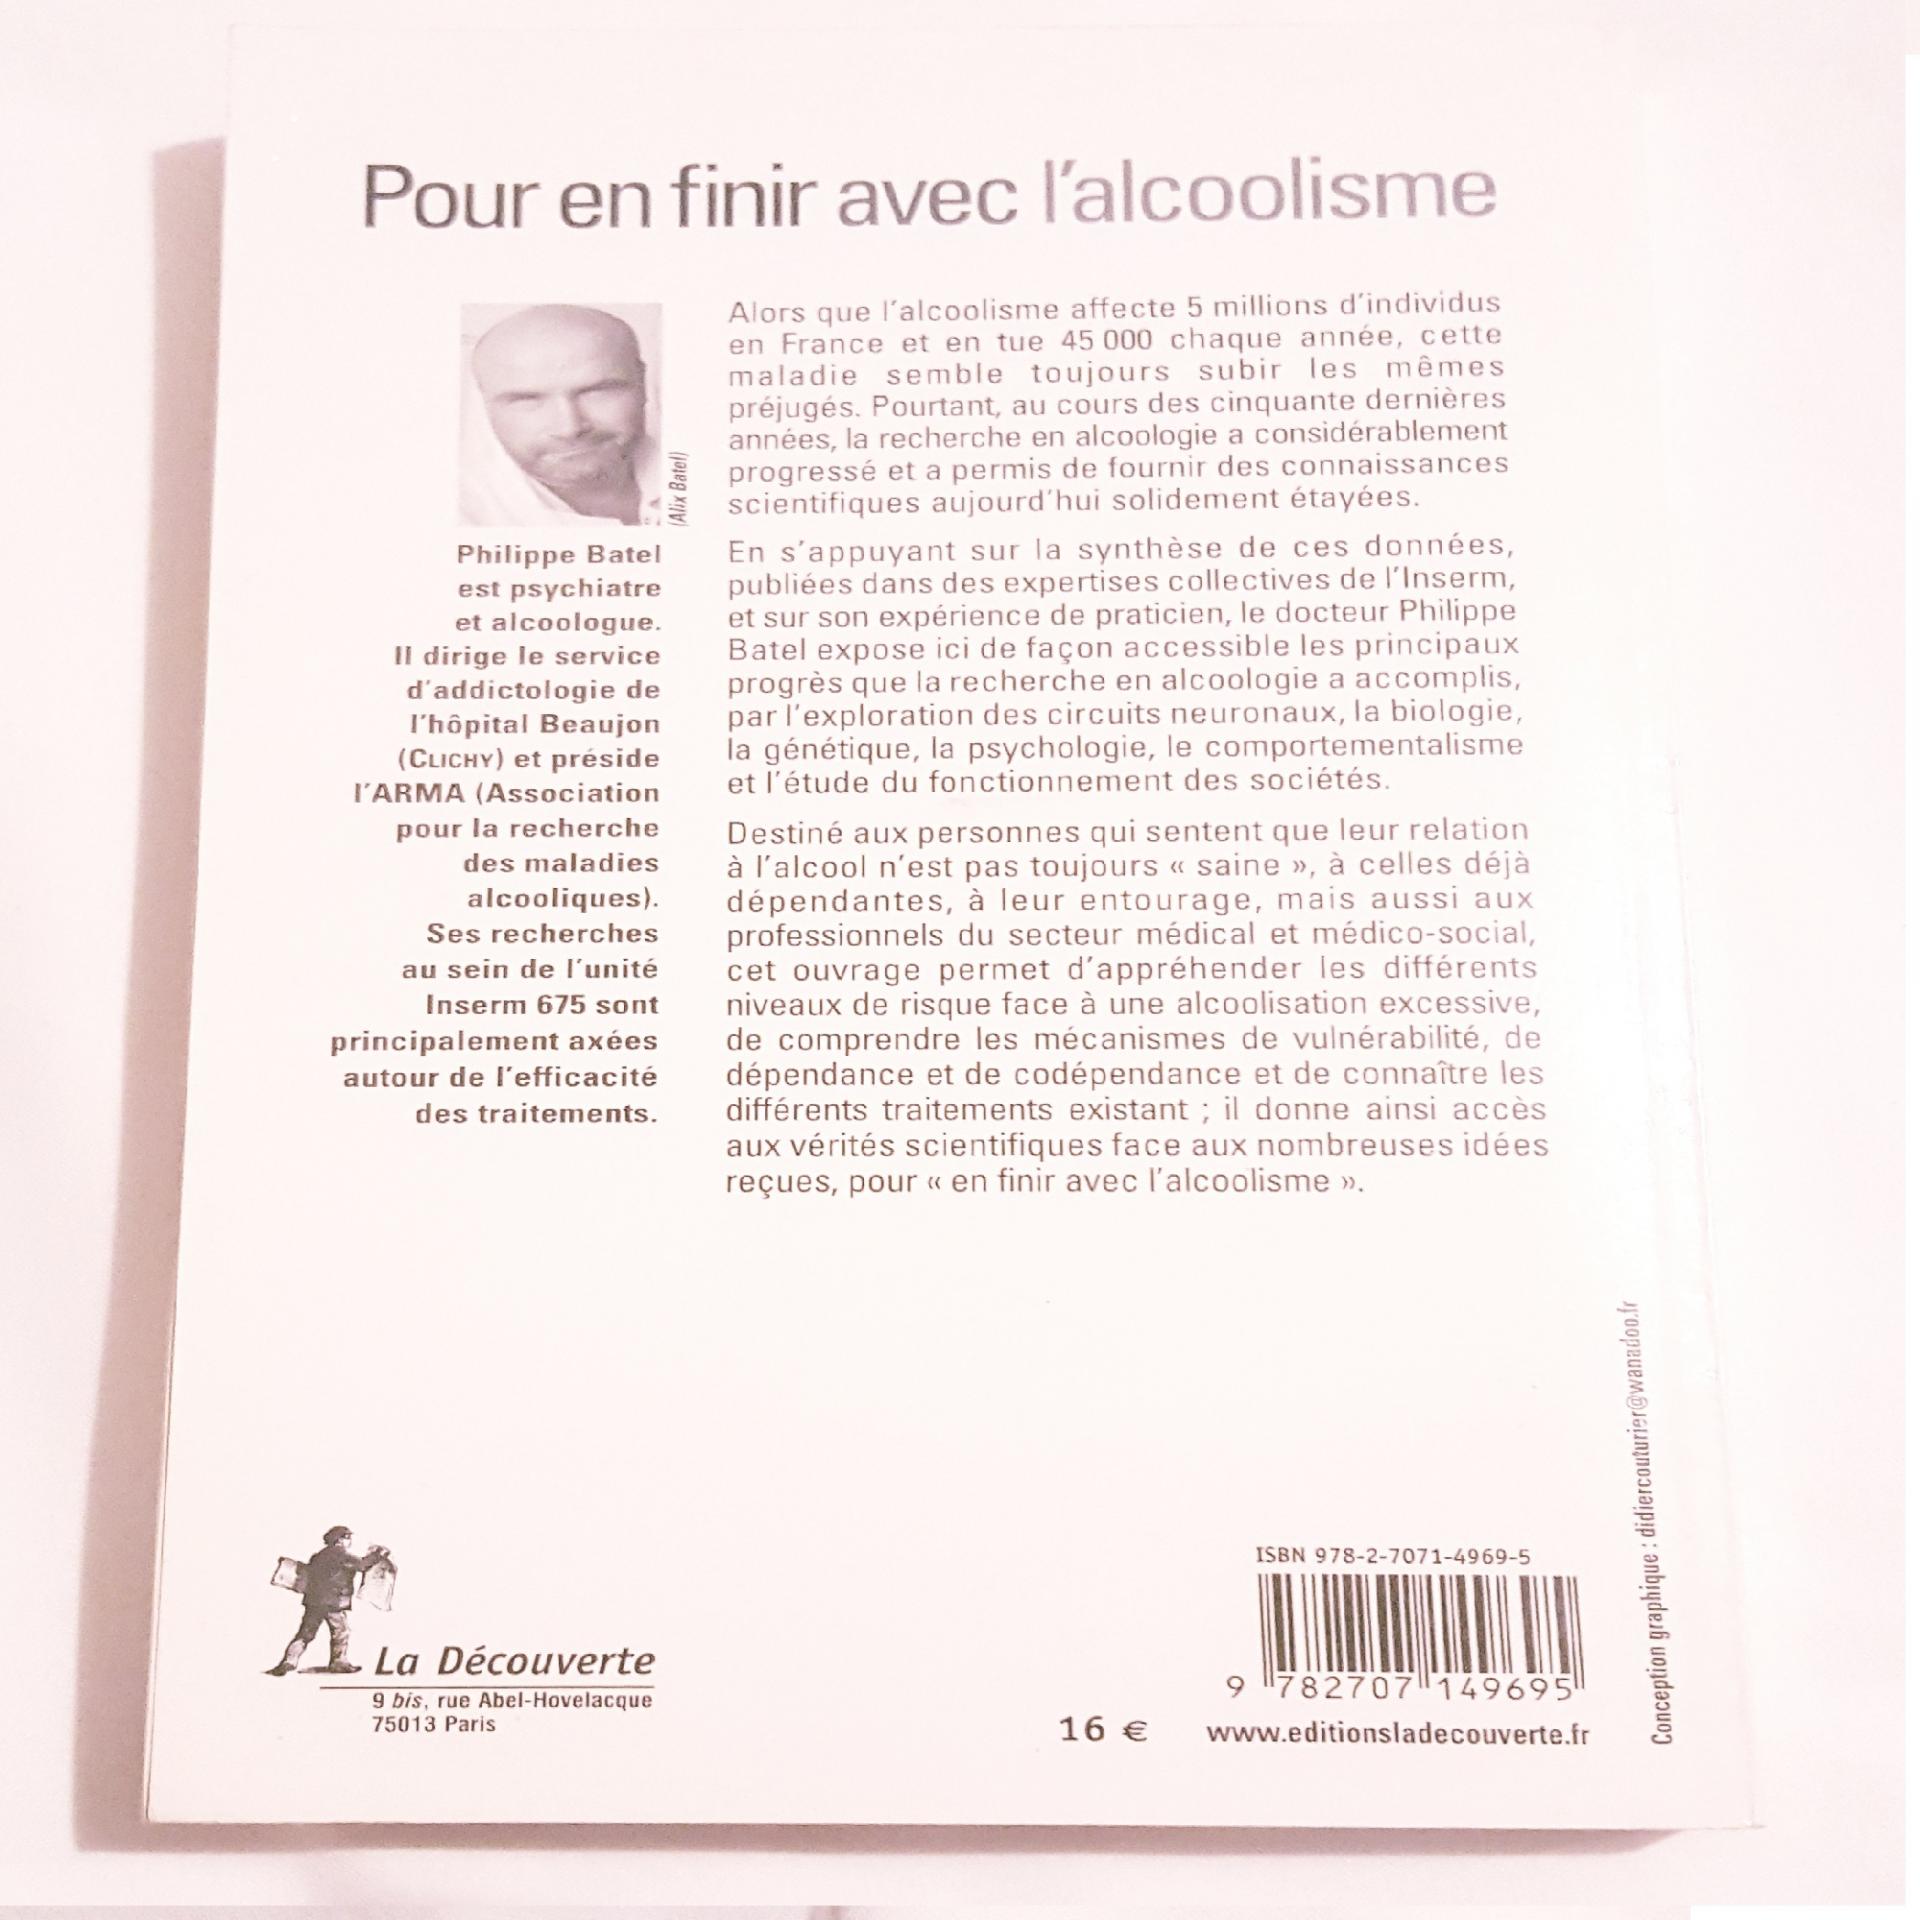 Pour en finir avec l'alcoolisme
(Alix Batel)
Philippe Batel
est psychiatre
et alcoologue.
Il dirige le service
d'addictologie de
l'hôpital Beaujon
(CLICHY) et préside
l'ARMA (Association
pour la recherche
des maladies
alcooliques).
Ses recherches
au sein de l'unité
Inserm 675 sont
principalement axées
autour de l'efficacité
des traitements.
Alors que l'alcoolisme affecte 5 millions d'individus
en France et en tue 45 000 chaque année, cette
maladie semble toujours subir les mêmes
préjugés. Pourtant, au cours des cinquante dernières
années, la recherche en alcoologie a considérablement
progressé et a permis de fournir des connaissances
scientifiques aujourd'hui solidement étayées.
En s'appuyant sur la synthèse de ces données,
publiées dans des expertises collectives de l'Inserm,
et sur son expérience de praticien, le docteur Philippe
Batel expose ici de façon accessible les principaux
progrès que la recherche en alcoologie a accomplis,
par l'exploration des circuits neuronaux, la biologie,
la génétique, la psychologie, le comportementalisme
et l'étude du fonctionnement des sociétés.
Destiné aux personnes qui sentent que leur relation
à l'alcool n'est pas toujours « saine », à celles déjà
dépendantes, à leur entourage, mais aussi aux
professionnels du secteur médical et médico-social,
cet ouvrage permet d'appréhender les différents
niveaux de risque face à une alcoolisation excessive,
de comprendre les mécanismes de vulnérabilité, de
dépendance et de codépendance et de connaître les
différents traitements existant ; il donne ainsi accès
aux vérités scientifiques face aux nombreuses idées
reçues, pour « en finir avec l'alcoolisme ».
La Découverte
9 bis, rue Abel-Hovelacque
75013 Paris
16 €
ISBN 978-2-7071-4969-5
9 782707 149695
www.editionsladecouverte.fr
Conception graphique : didiercouturier@wanadoo.fr